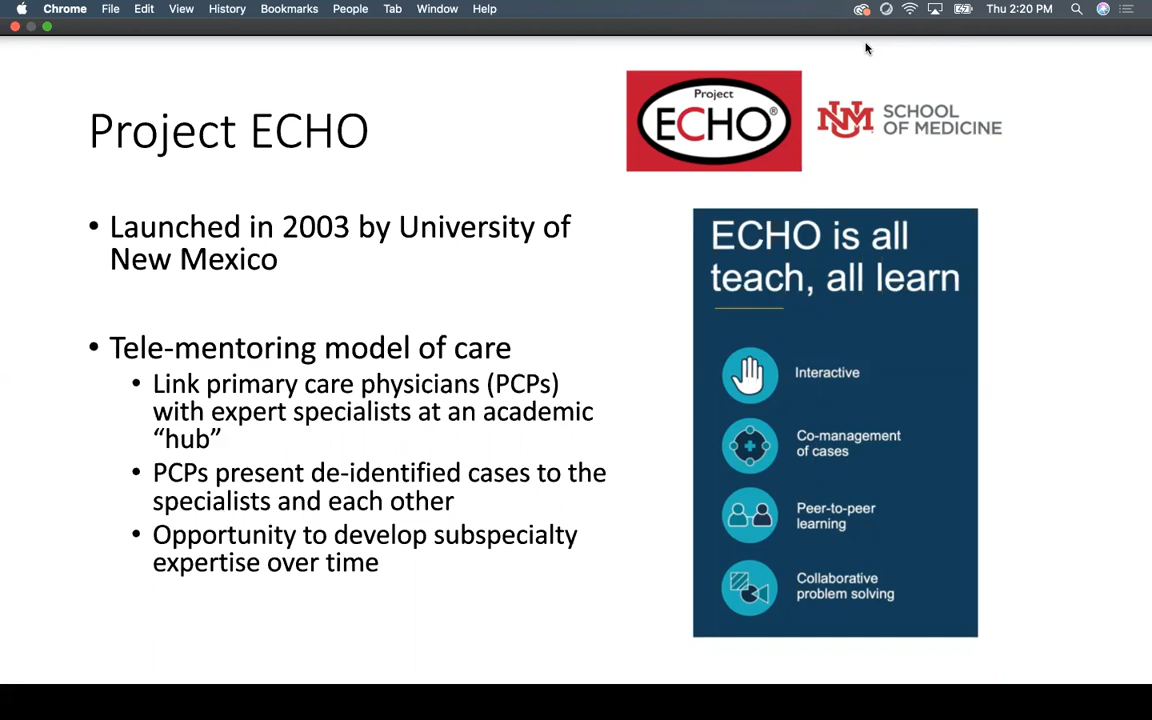 Chrome File Edit View History Bookmarks People Tab Window Help Thu 2:20 PM
Project ECHO
Project
ECHO®
UNM SCHOOL
OF MEDICINE
• Launched in 2003 by University of
New Mexico
• Tele-mentoring model of care
• Link primary care physicians (PCPs)
with expert specialists at an academic
“hub”
• PCPs present de-identified cases to the
specialists and each other
• Opportunity to develop subspecialty
expertise over time
ECHO is all
teach, all learn
Interactive
Co-management
of cases
Peer-to-peer
learning
Collaborative
problem solving